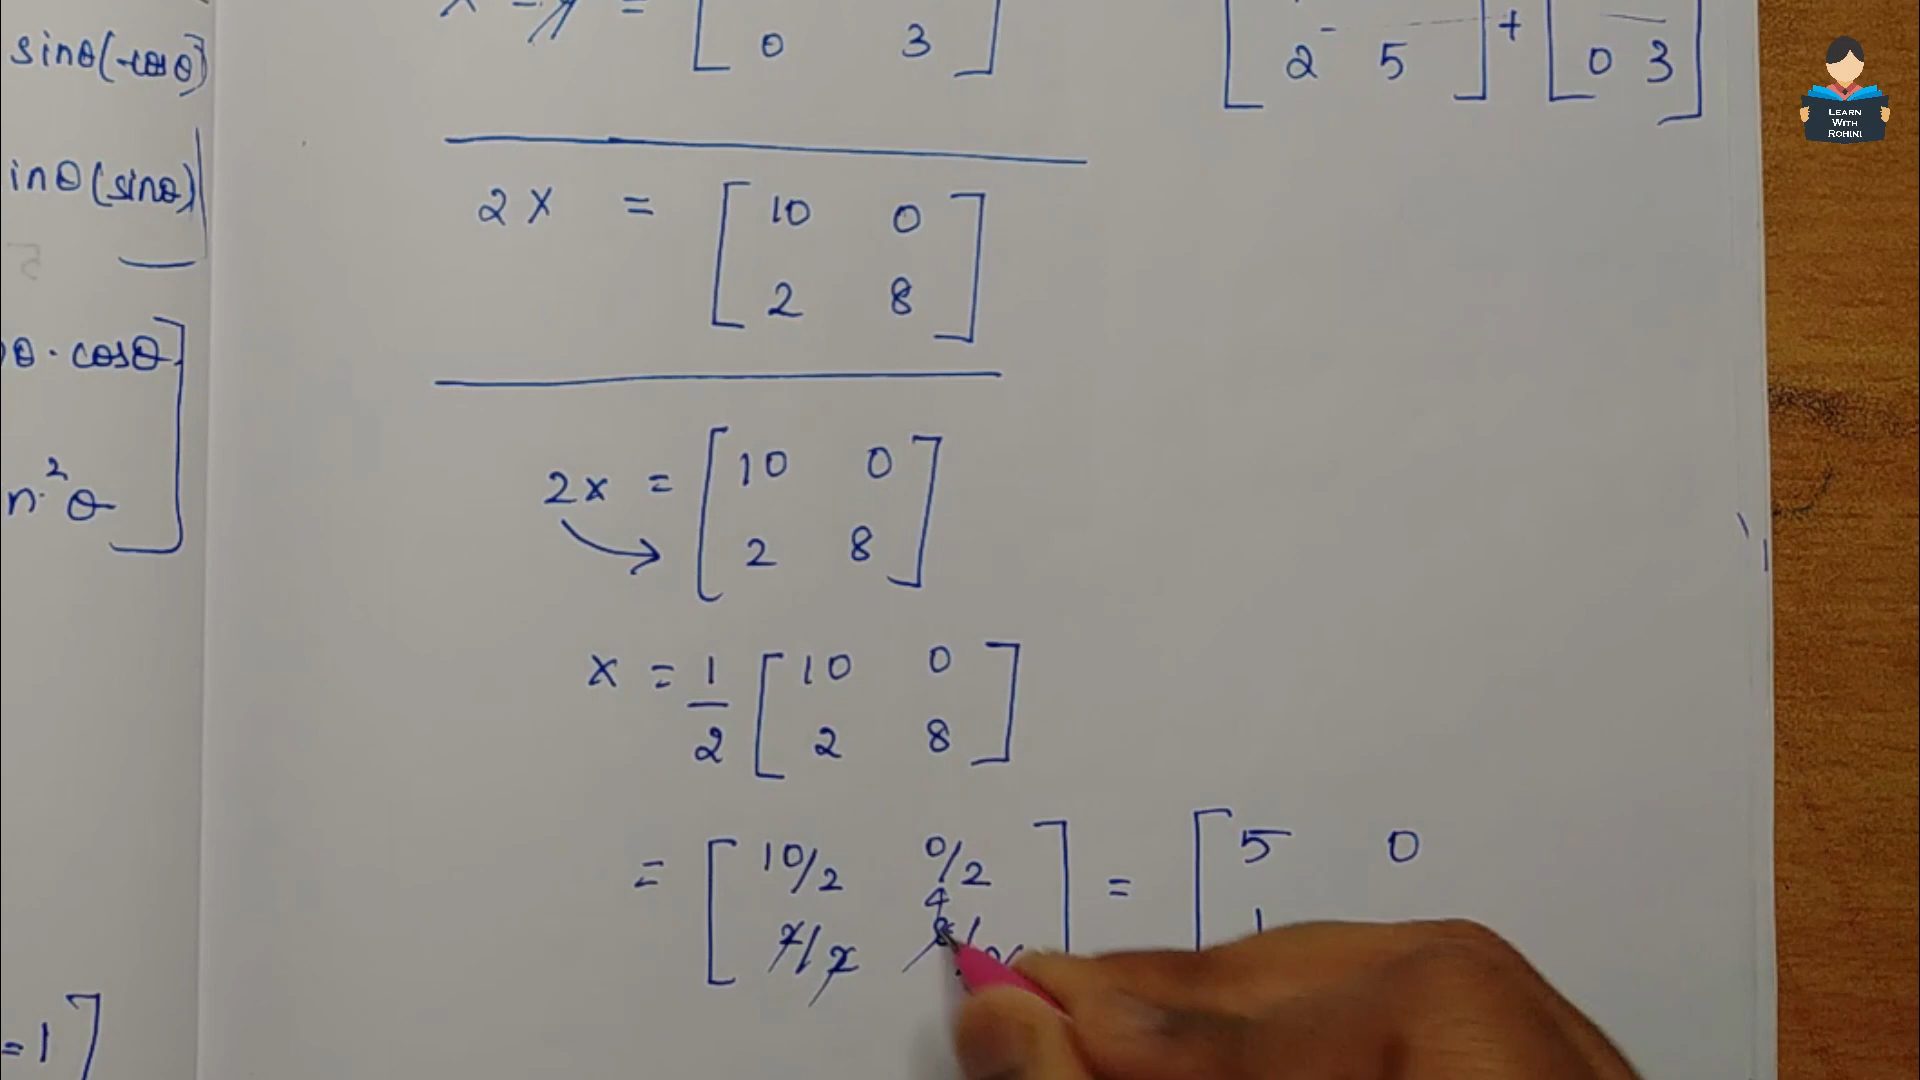 sinθ(-cosθ)
inθ(sinθ)
θ. cosθ
n.²θ
= 1
x - y =
0 3
2 5 + 0 3
2x = [10 0
2 8]
2x = [10 0
2 8]
x = 1/2 [10 0
2 8]
= [10/2 0/2 = [5 0
4
2/2 8/2] 1
LEARN
WITH
ROHINI